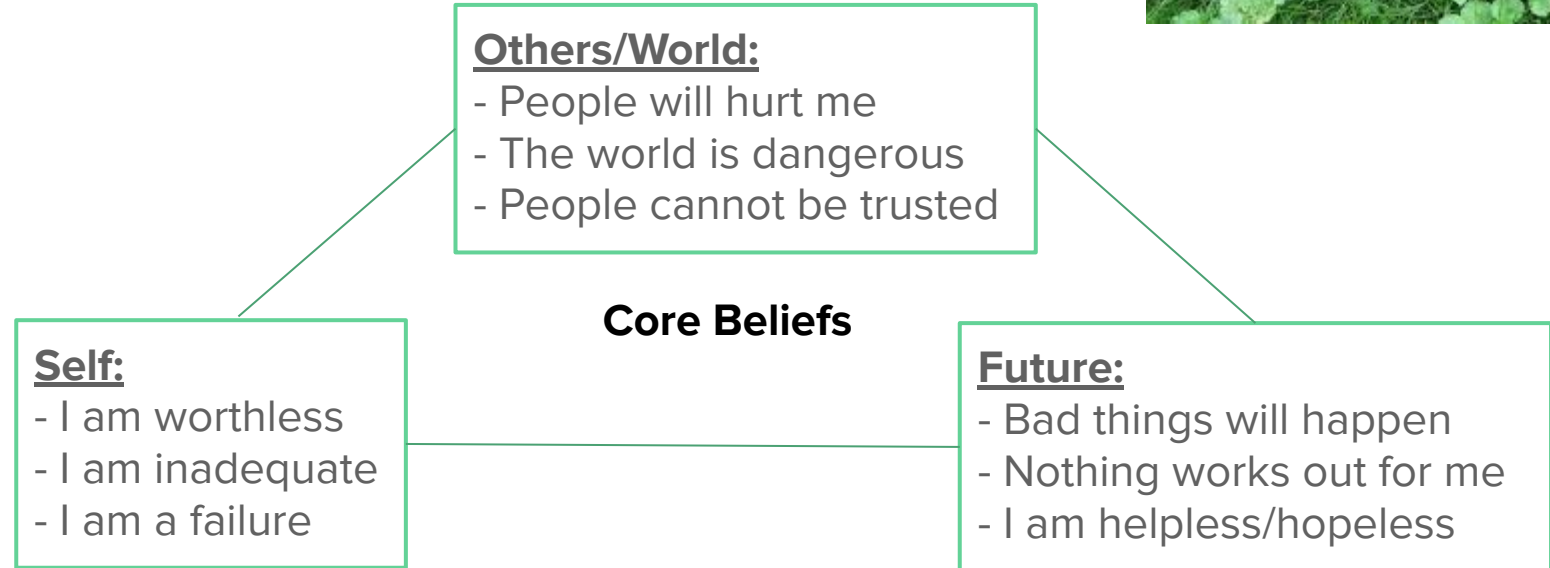 Others/World:
- People will hurt me
- The world is dangerous
- People cannot be trusted
Core Beliefs
Self:
- I am worthless
- I am inadequate
- I am a failure
Future:
- Bad things will happen
- Nothing works out for me
- I am helpless/hopeless